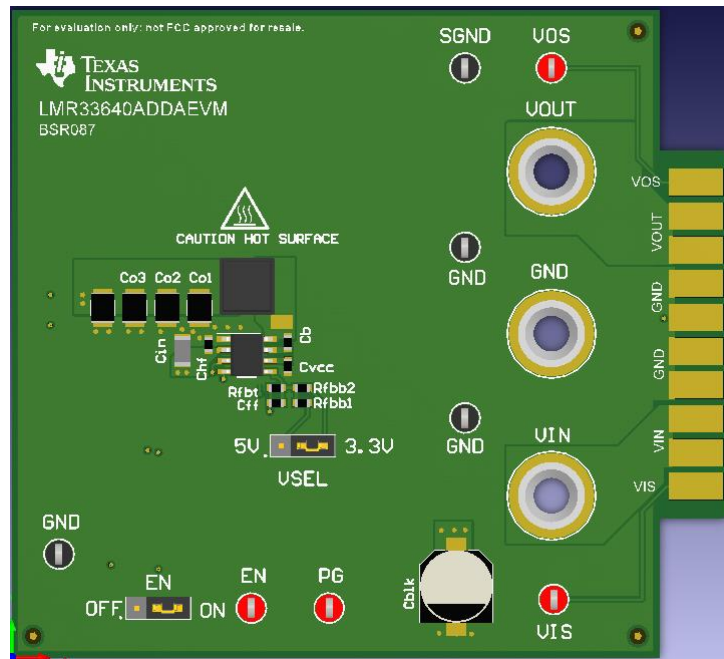 For evaluation only; not FCC approved for resale.
TEXAS
INSTRUMENTS
LMR33640ADDAEVM
BSR087
SGND
VOS
VOUT
VOS
VOUT
CAUTION HOT SURFACE
GND
GND
GND
Co3 Co2 Co1
Cin
Chf
Cb
Cvcc
GND
Rfbt
Rfbb2
Cff
Rfbb1
GND
VIN
VIN
5V.
3.3V
VSEL
VIS
GND
EN
EN
PG
OFF.
ON
Cblk
VIS